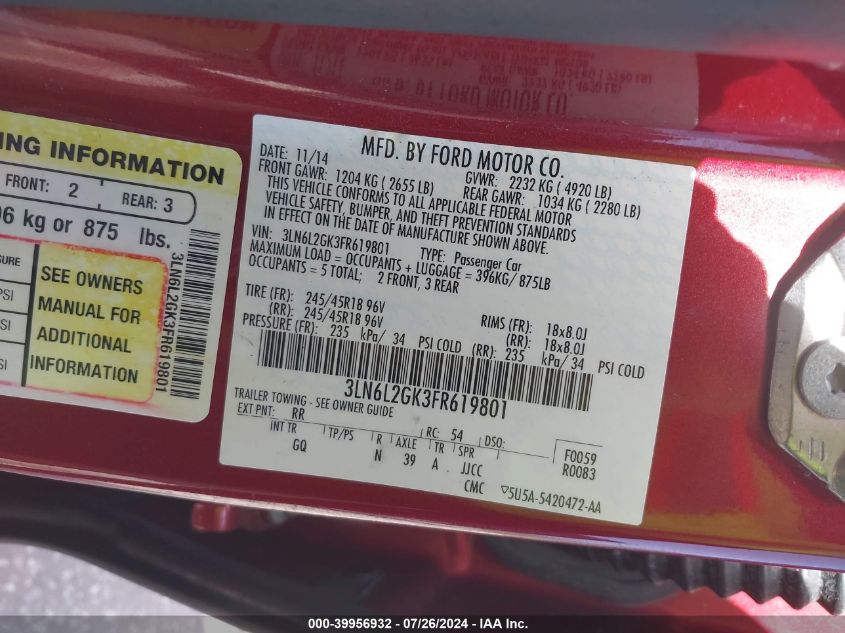 NG INFORMATION
FRONT: 2
REAR: 3
96 kg or 875 lbs.
SURE
PSI
SI
SI
SEE OWNERS
MANUAL FOR
ADDITIONAL
INFORMATION
3LN6L2GK3FR619801
MFD. BY FORD MOTOR CO.
DATE: 11/14
GVWR: 2232 KG ( 4920 LB)
FRONT GAWR: 1204 KG ( 2655 LB)
REAR GAWR: 1034 KG ( 2280 LB)
THIS VEHICLE CONFORMS TO ALL APPLICABLE FEDERAL MOTOR
VEHICLE SAFETY, BUMPER, AND THEFT PREVENTION STANDARDS
IN EFFECT ON THE DATE OF MANUFACTURE SHOWN ABOVE.
VIN: 3LN6L2GK3FR619801
TYPE: Passenger Car
MAXIMUM LOAD = OCCUPANTS + LUGGAGE = 396KG/ 875LB
OCCUPANTS = 5 TOTAL; 2 FRONT, 3 REAR
TIRE (FR): 245/45R18 96V
RIMS (FR): 18x8.0J
(RR): 245/45R18 96V
(RR): 18x8.0J
PRESSURE (FR): 235 kPa/ 34 PSI COLD (RR): 235 kPa/ 34 PSI COLD
3LN6L2GK3FR619801
TRAILER TOWING - SEE OWNER GUIDE
EXT PNT: RR RC: 54 DSO:
F0059
R0083
INT TR TP/PS R AXLE TR SPR
GQ N 39 A JJCC
CMC
5U5A-5420472-AA
000-39956932 - 07/26/2024 - IAA Inc.